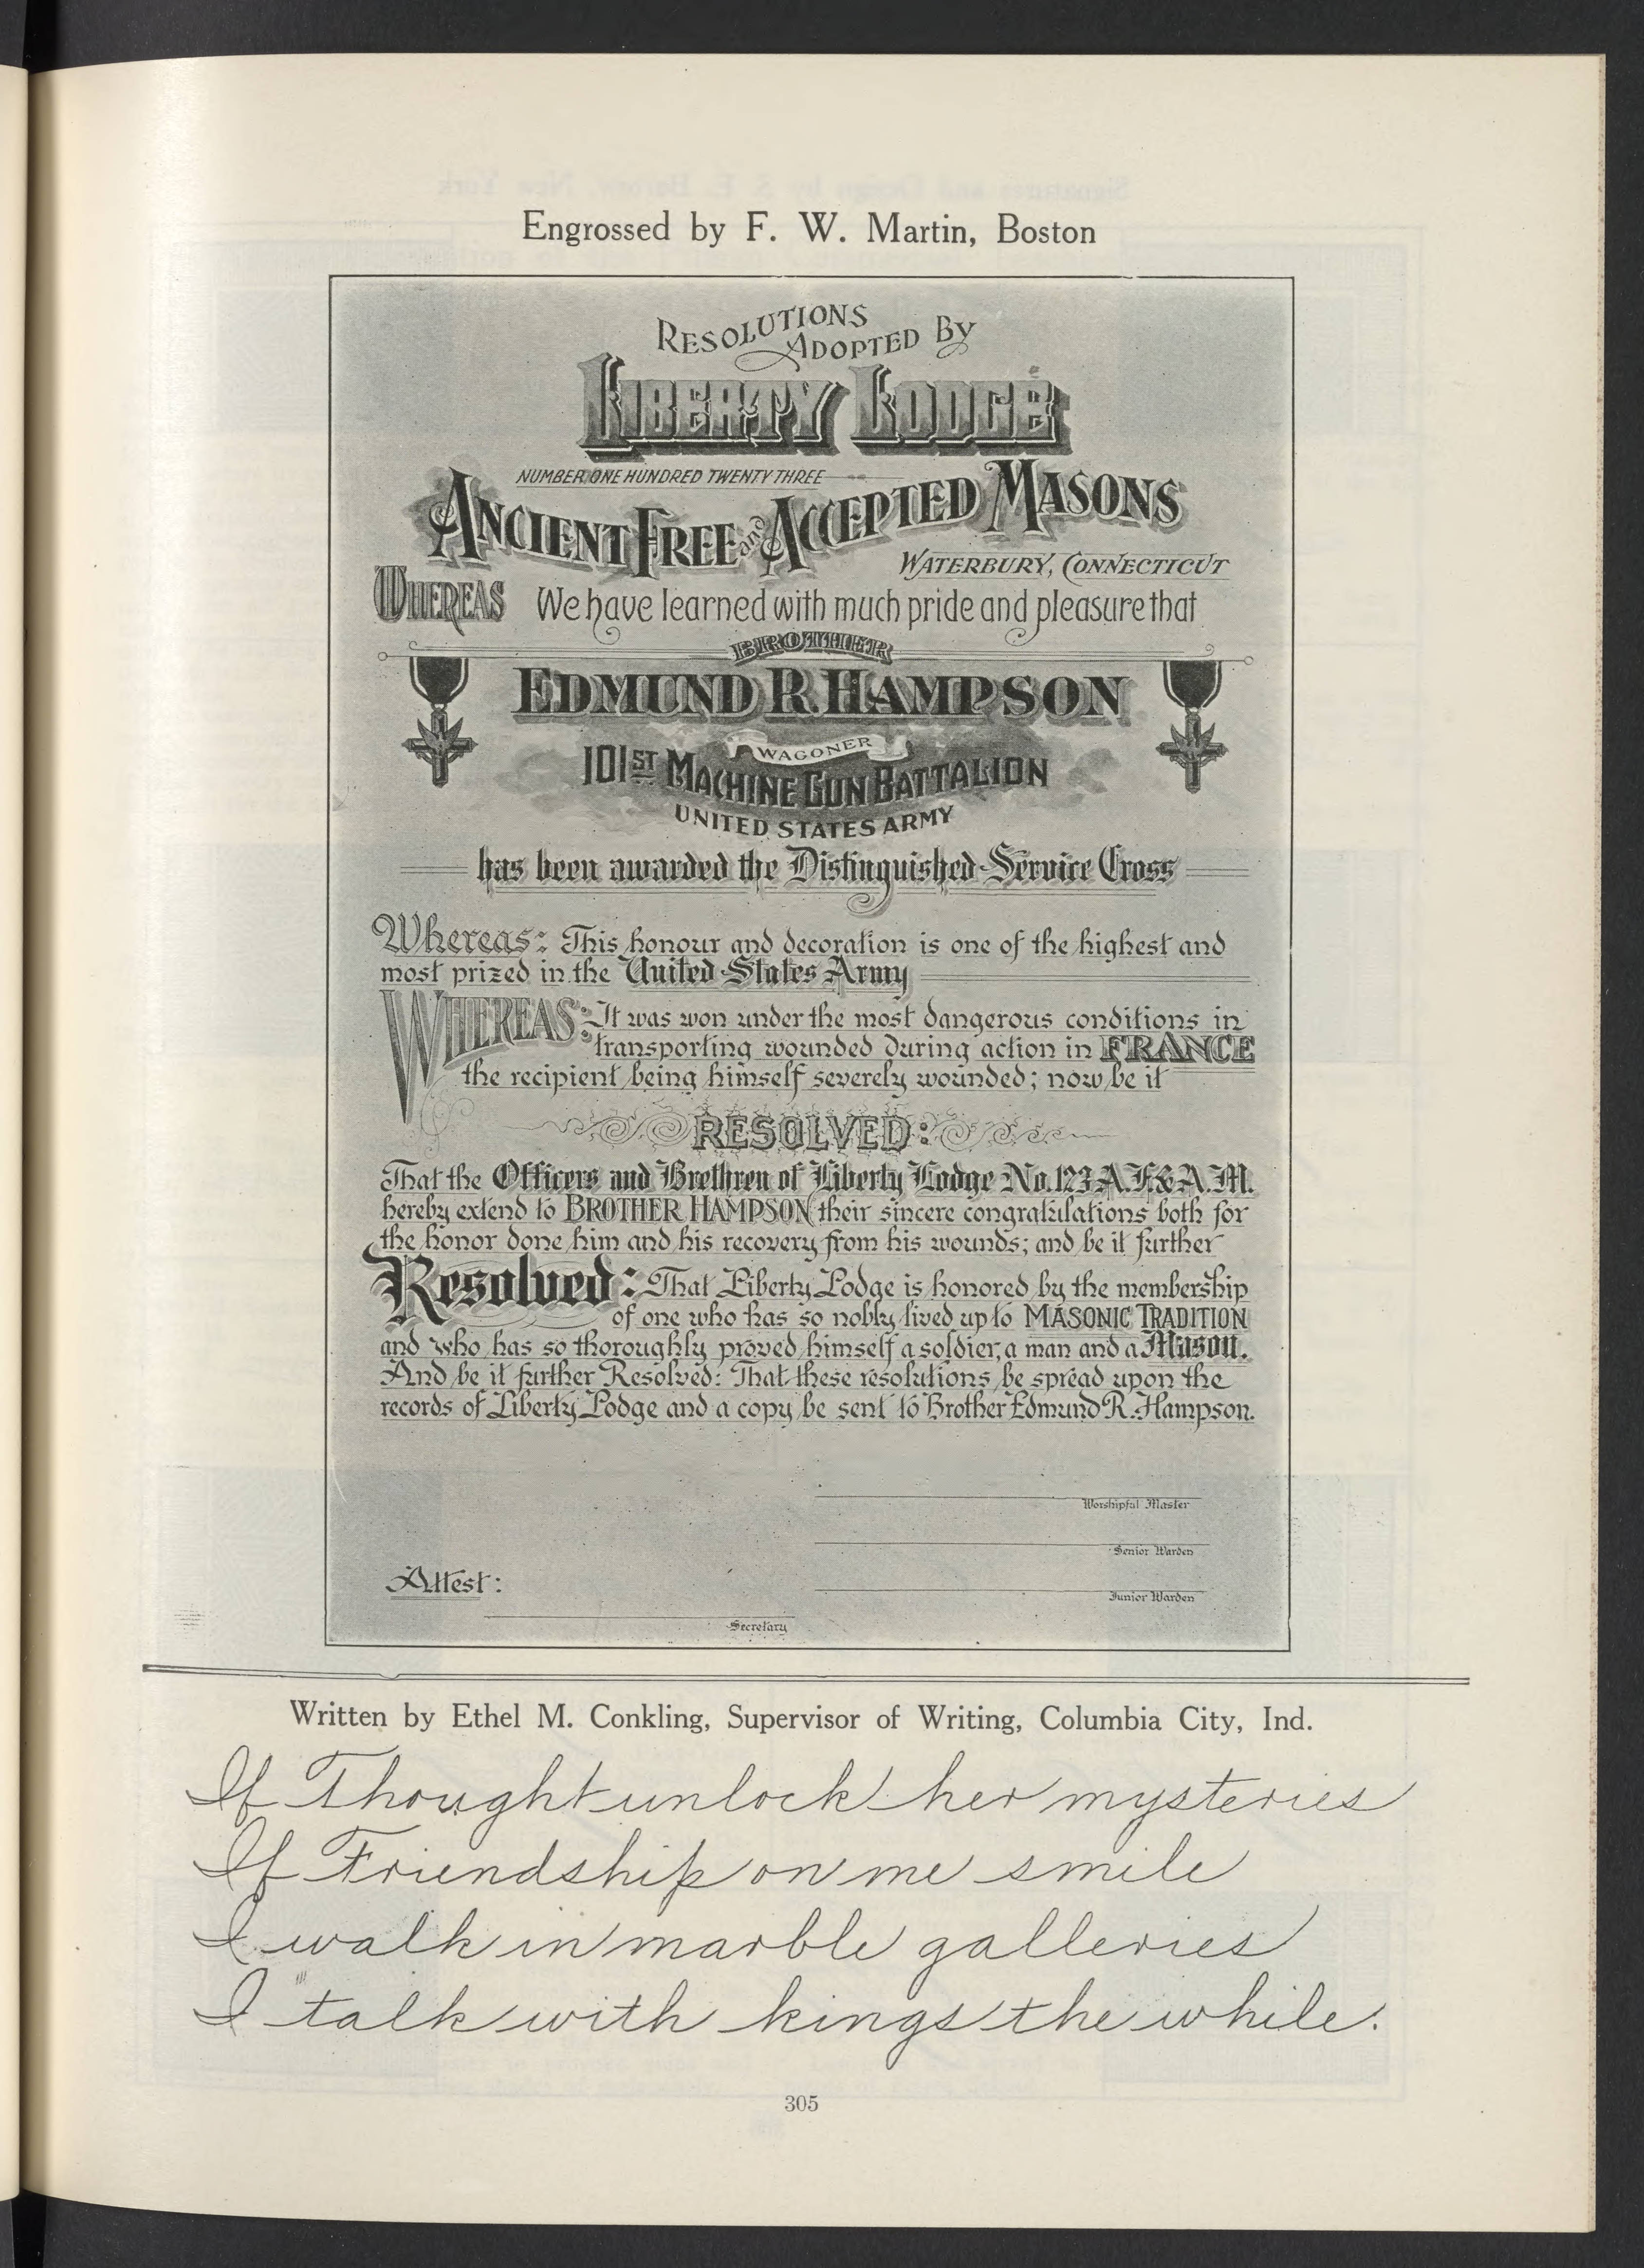 Engrossed by F. W. Martin, Boston
RESOLUTIONS
ADOPTED BY
LIBERTY LODGE
NUMBER ONE HUNDRED TWENTY THREE
ANCIENT FREE and ACCEPTED MASONS
WATERBURY, CONNECTICUT
WHEREAS We have learned with much pride and pleasure that
BROTHER
EDMUND R. HAMPSON
WAGONER
101ST MACHINE GUN BATTALION
UNITED STATES ARMY
has been awarded the Distinguished-Service Cross
Whereas: This honour and decoration is one of the highest and
most prized in the United States Army
WHEREAS: It was won under the most dangerous conditions in
transporting wounded during action in FRANCE
the recipient being himself severely wounded; now be it
RESOLVED:
That the Officers and Brethren of Liberty Lodge No. 123 A.F.& A.M.
hereby extend to BROTHER HAMPSON their sincere congratulations both for
the honor done him and his recovery from his wounds; and be it further
Resolved: That Liberty Lodge is honored by the membership
of one who has so nobly lived up to MASONIC TRADITION
and who has so thoroughly proved himself a soldier, a man and a Mason.
And be it further Resolved: That these resolutions be spread upon the
records of Liberty Lodge and a copy be sent to Brother Edmund R. Hampson.
Worshipful Master
Senior Warden
Attest:
Junior Warden
Secretary
Written by Ethel M. Conkling, Supervisor of Writing, Columbia City, Ind.
If Thought unlock her mysteries
If Friendship on me smile
I walk in marble galleries
I talk with kings the while.
305